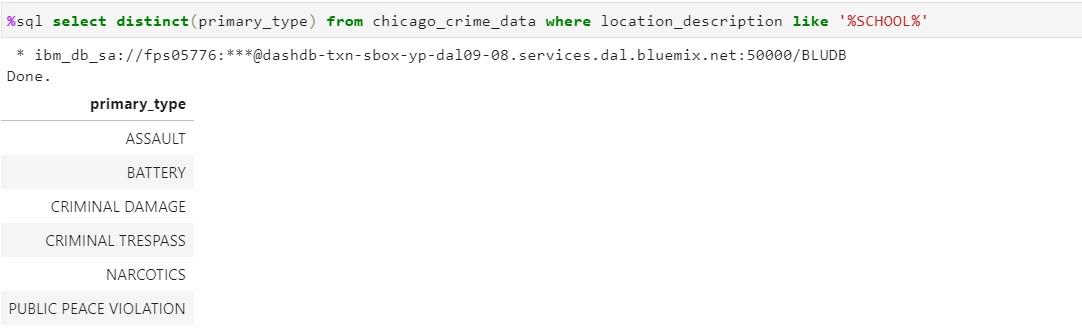 %sql select distinct(primary_type) from chicago_crime_data where location_description like '%SCHOOL%'
* ibm_db_sa://fps05776:***@dashdb-txn-sbox-yp-dal09-08.services.dal.bluemix.net:50000/BLUDB
Done.
primary_type
ASSAULT
BATTERY
CRIMINAL DAMAGE
CRIMINAL TRESPASS
NARCOTICS
PUBLIC PEACE VIOLATION